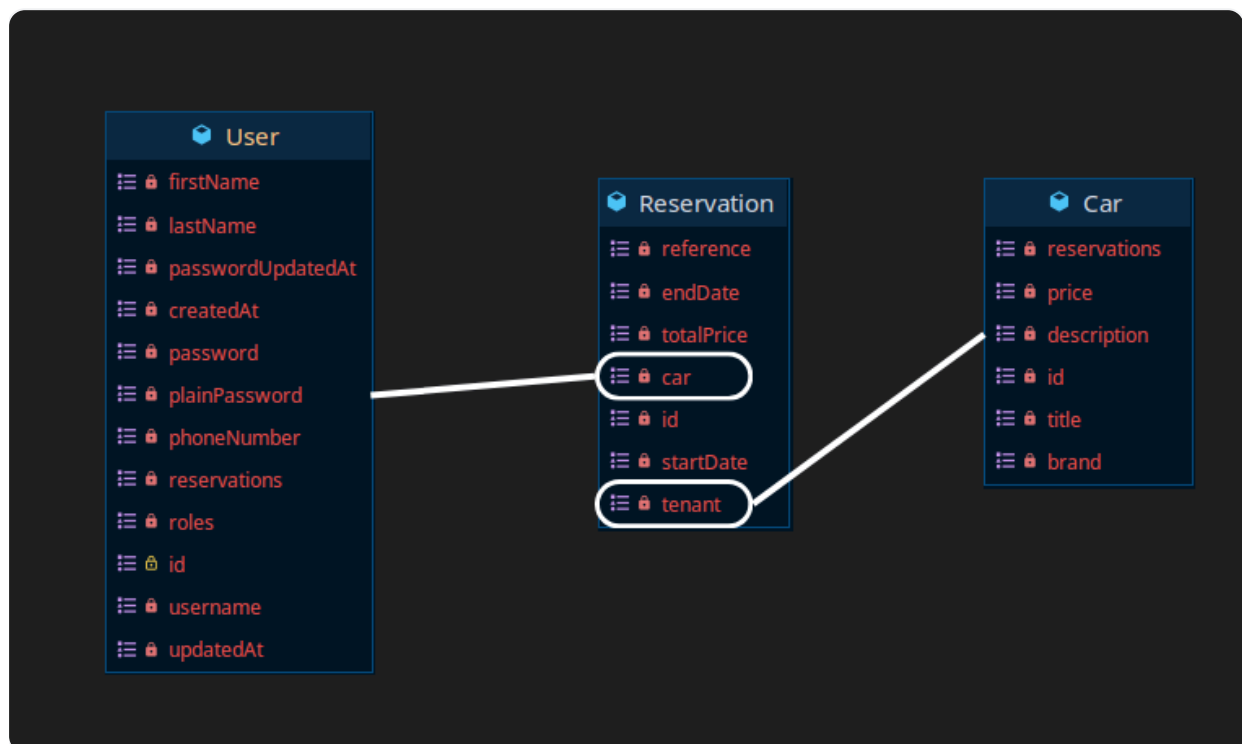 User
firstName
lastName
passwordUpdatedAt
createdAt
password
plainPassword
phoneNumber
reservations
roles
id
username
updatedAt
Reservation
reference
endDate
totalPrice
car
id
startDate
tenant
Car
reservations
price
description
id
title
brand